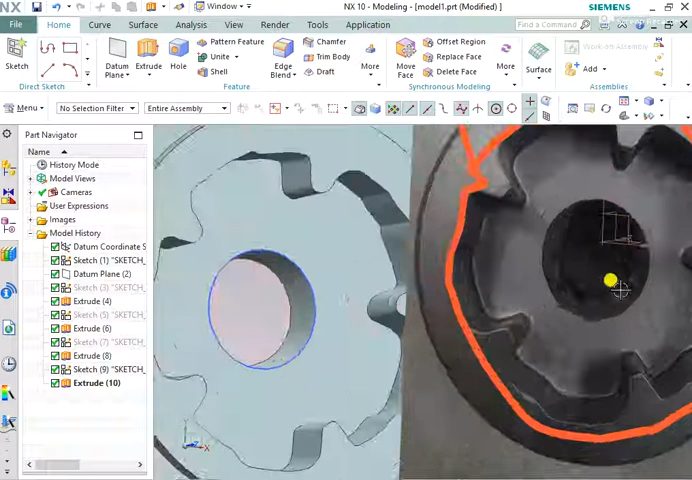 NX
Window
NX 10 - Modeling - [model1.prt (Modified) ]
SIEMENS
File
Home
Curve
Surface
Analysis
View
Render
Tools
Application
Find a Command
Sketch
Direct Sketch
Datum
Plane
Extrude
Hole
Pattern Feature
Unite
Shell
Edge
Blend
Chamfer
Trim Body
Draft
More
Feature
Move
Face
Offset Region
Replace Face
Delete Face
More
Synchronous Modeling
Surface
Work on Assembly
Add
Assemblies
Menu
No Selection Filter
Entire Assembly
Part Navigator
Name
History Mode
Model Views
Cameras
User Expressions
Images
Model History
Datum Coordinate S
Sketch (1) "SKETCH_
Datum Plane (2)
Sketch (3) "SKETCH_
Extrude (4)
Sketch (5) "SKETCH_
Extrude (6)
Sketch (7) "SKETCH_
Extrude (8)
Sketch (9) "SKETCH_
Extrude (10)
X